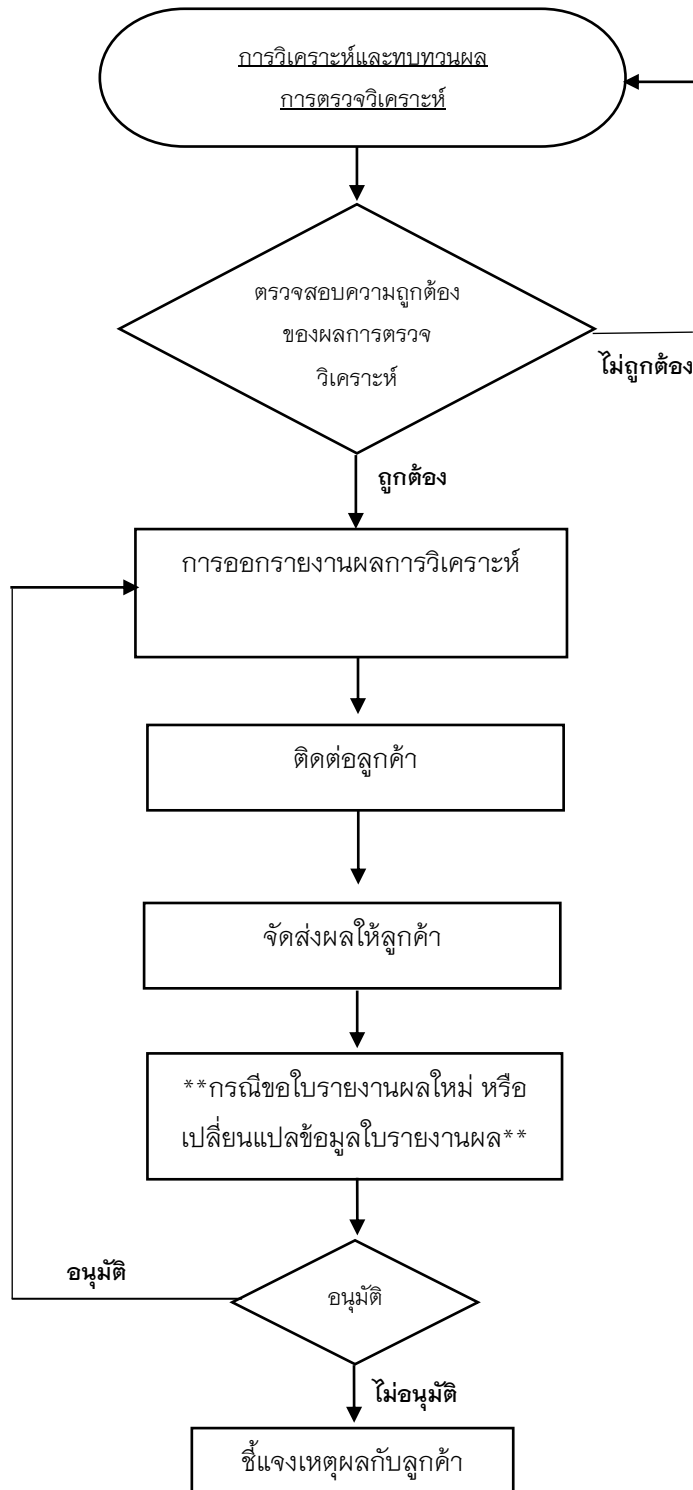 การวิเคราะห์และทบทวนผล
การตรวจวิเคราะห์
ตรวจสอบความถูกต้อง
ของผลการตรวจ
วิเคราะห์
ไม่ถูกต้อง
ถูกต้อง
การออกรายงานผลการวิเคราะห์
ติดต่อลูกค้า
จัดส่งผลให้ลูกค้า
**กรณีขอใบรายงานผลใหม่ หรือ
เปลี่ยนแปลข้อมูลใบรายงานผล**
อนุมัติ
อนุมัติ
ไม่อนุมัติ
ชี้แจงเหตุผลกับลูกค้า